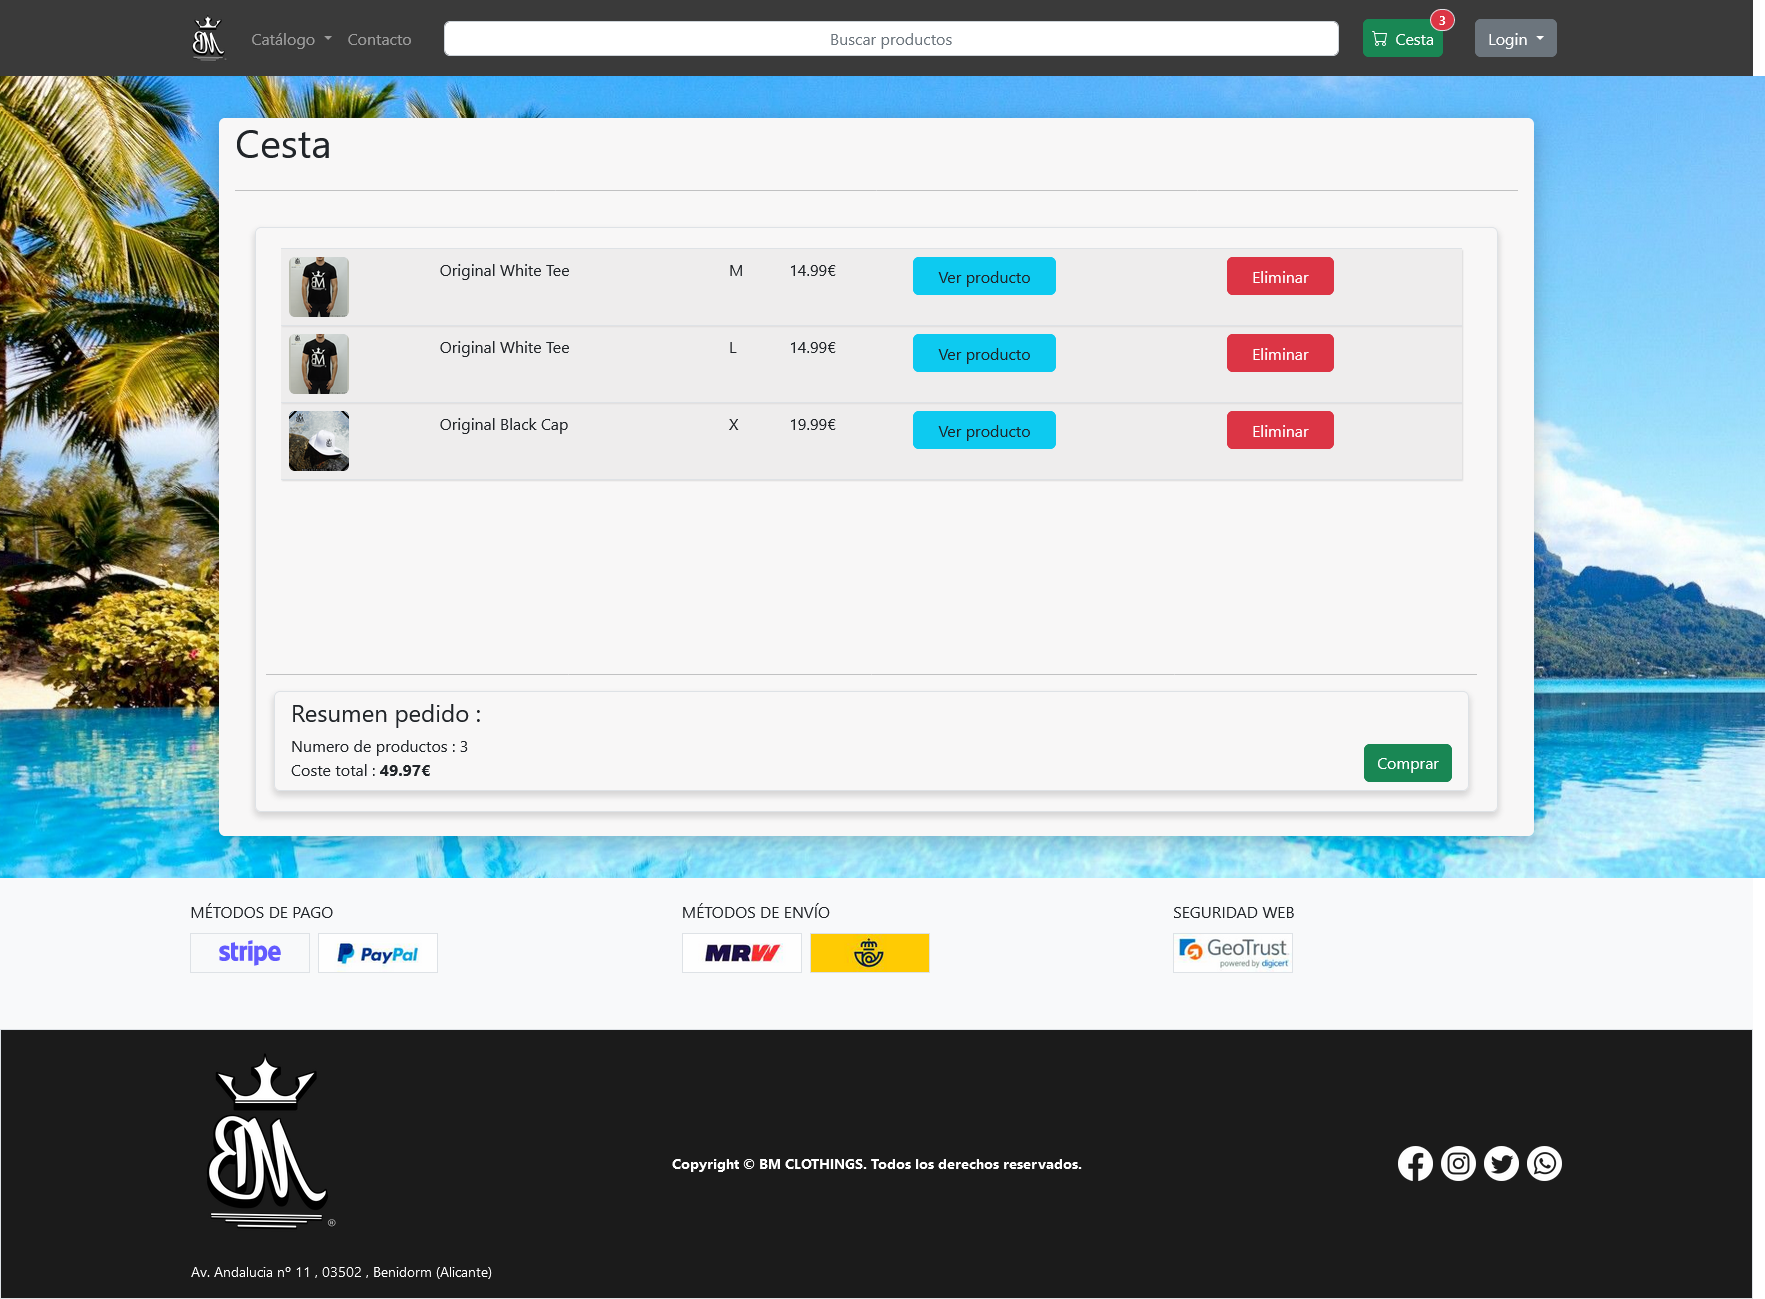 BM
Catálogo
Contacto
Buscar productos
Cesta
3
Login
Cesta
Original White Tee M 14.99€ Ver producto Eliminar
Original White Tee L 14.99€ Ver producto Eliminar
Original Black Cap X 19.99€ Ver producto Eliminar
Resumen pedido :
Numero de productos : 3
Coste total : 49.97€
Comprar
MÉTODOS DE PAGO
stripe
PayPal
MÉTODOS DE ENVÍO
MRW
SEGURIDAD WEB
GeoTrust
powered by digicert
BM
®
Copyright © BM CLOTHINGS. Todos los derechos reservados.
Av. Andalucia nº 11 , 03502 , Benidorm (Alicante)